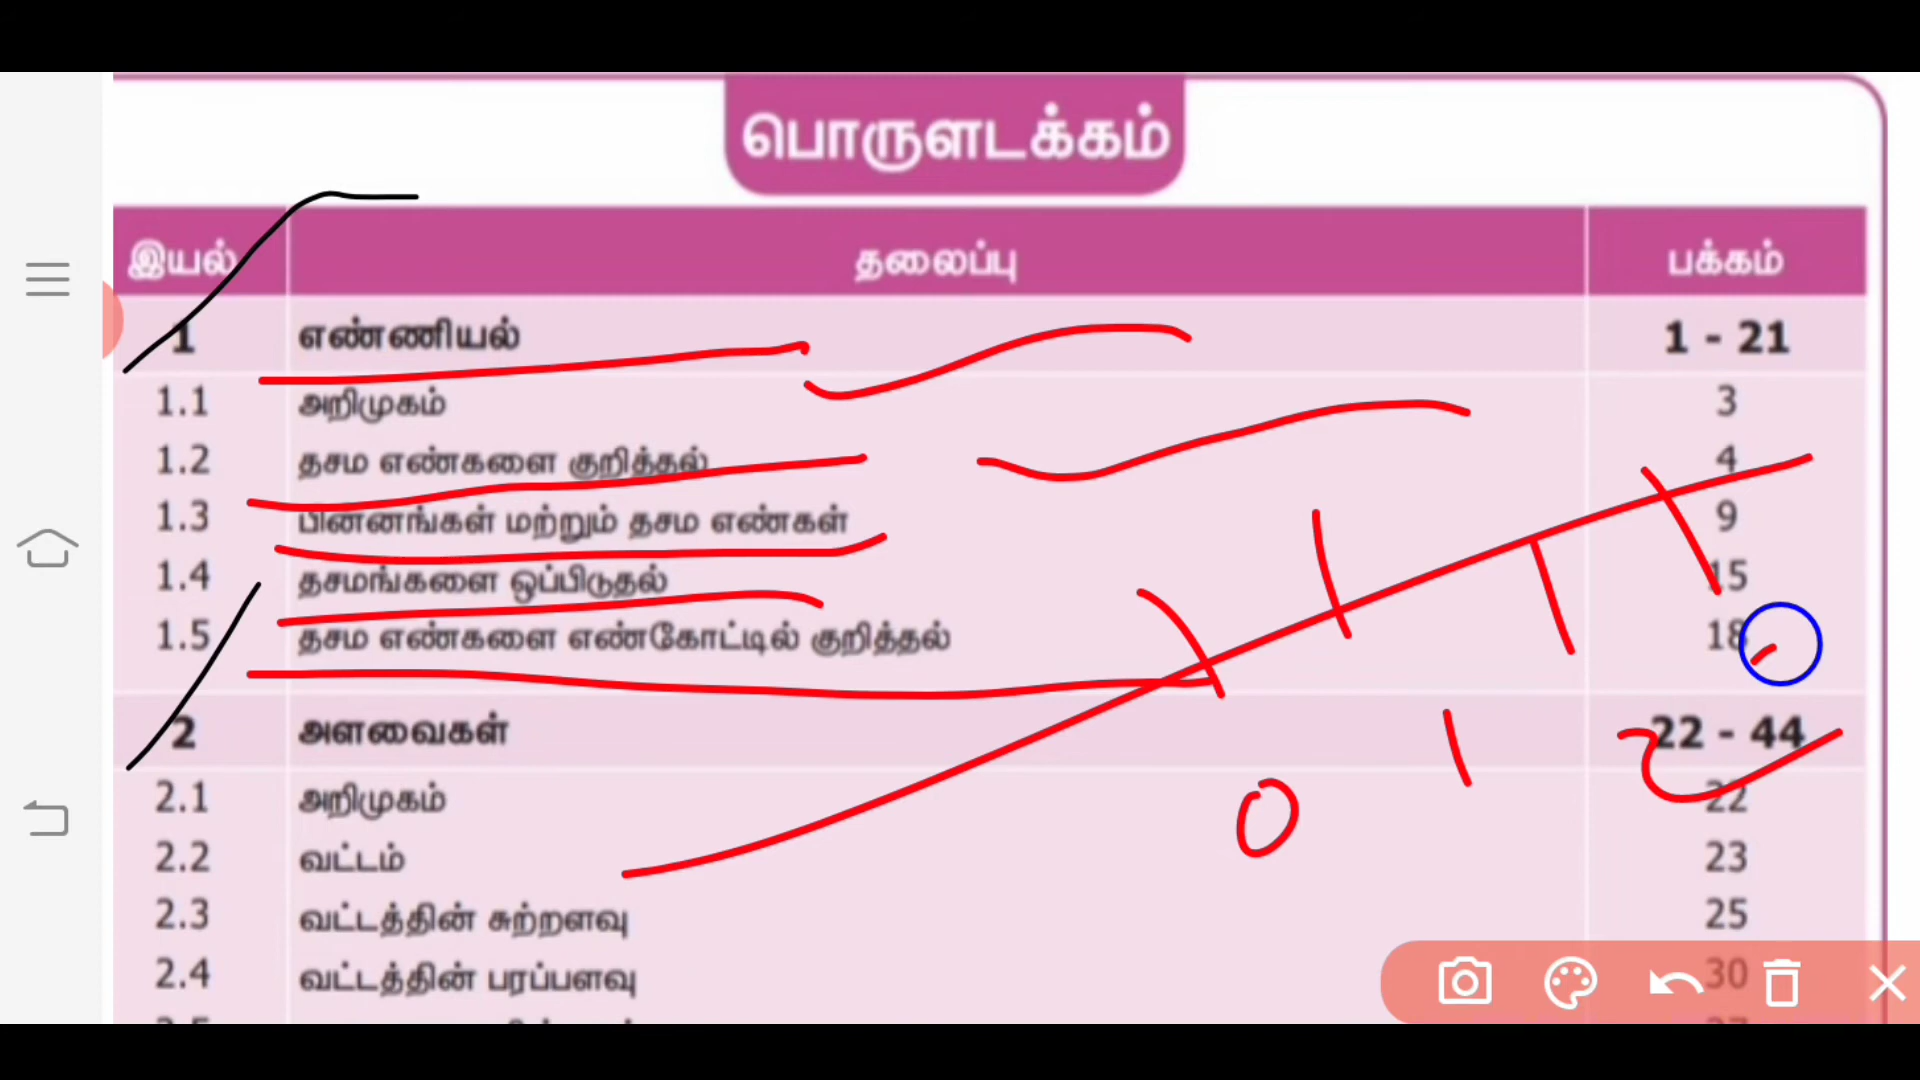 பொருளடக்கம்
இயல் தலைப்பு பக்கம்
1 எண்ணியல் 1 - 21
1.1 அறிமுகம் 3
1.2 தசம எண்களை குறித்தல் 4
1.3 பின்னங்கள் மற்றும் தசம எண்கள் 9
1.4 தசமங்களை ஒப்பிடுதல் 15
1.5 தசம எண்களை எண்கோட்டில் குறித்தல் 18
2 அளவைகள் 22 - 44
2.1 அறிமுகம் 22
0 1
2.2 வட்டம் 23
2.3 வட்டத்தின் சுற்றளவு 25
2.4 வட்டத்தின் பரப்பளவு 30